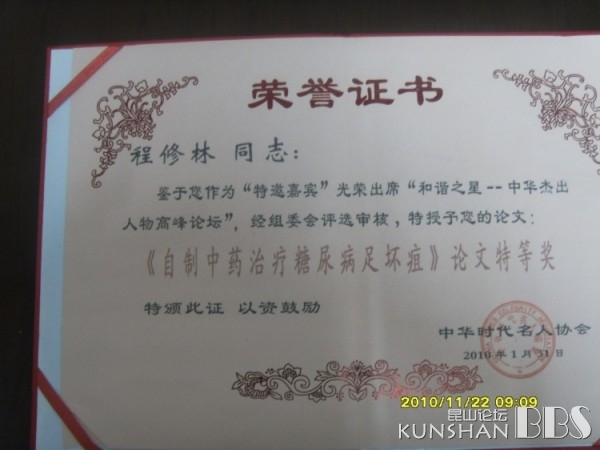 荣誉证书
程修林 同志：
鉴于您作为“特邀嘉宾”光荣出席“和谐之星--中华杰出
人物高峰论坛”，经组委会评选审核，特授予您的论文：
《自制中药治疗糖尿病足坏疽》论文特等奖
特颁此证 以资鼓励
中华时代名人协会
2010年1月31日
2010/11/22 09:09
昆山论坛
KUNSHAN BBS